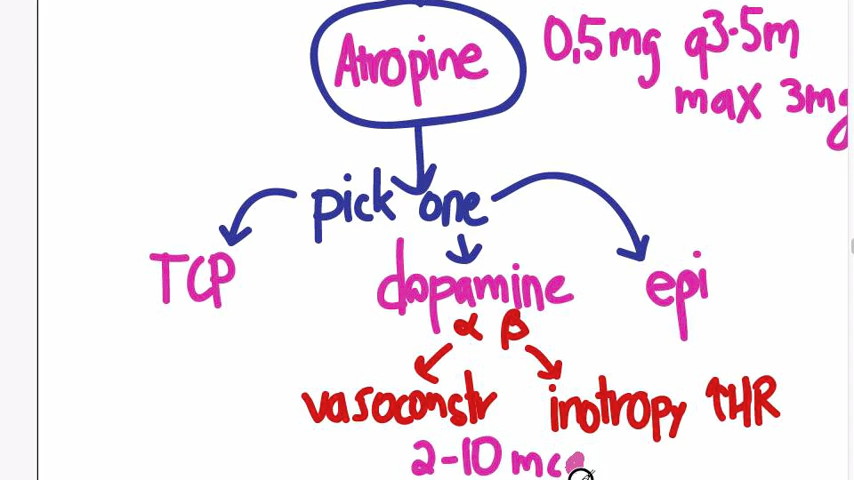 Atropine
0.5mg q3-5m
max 3mg
pick one
TCP dopamine epi
α β
vasoconstr inotropy ↑HR
2-10 mc